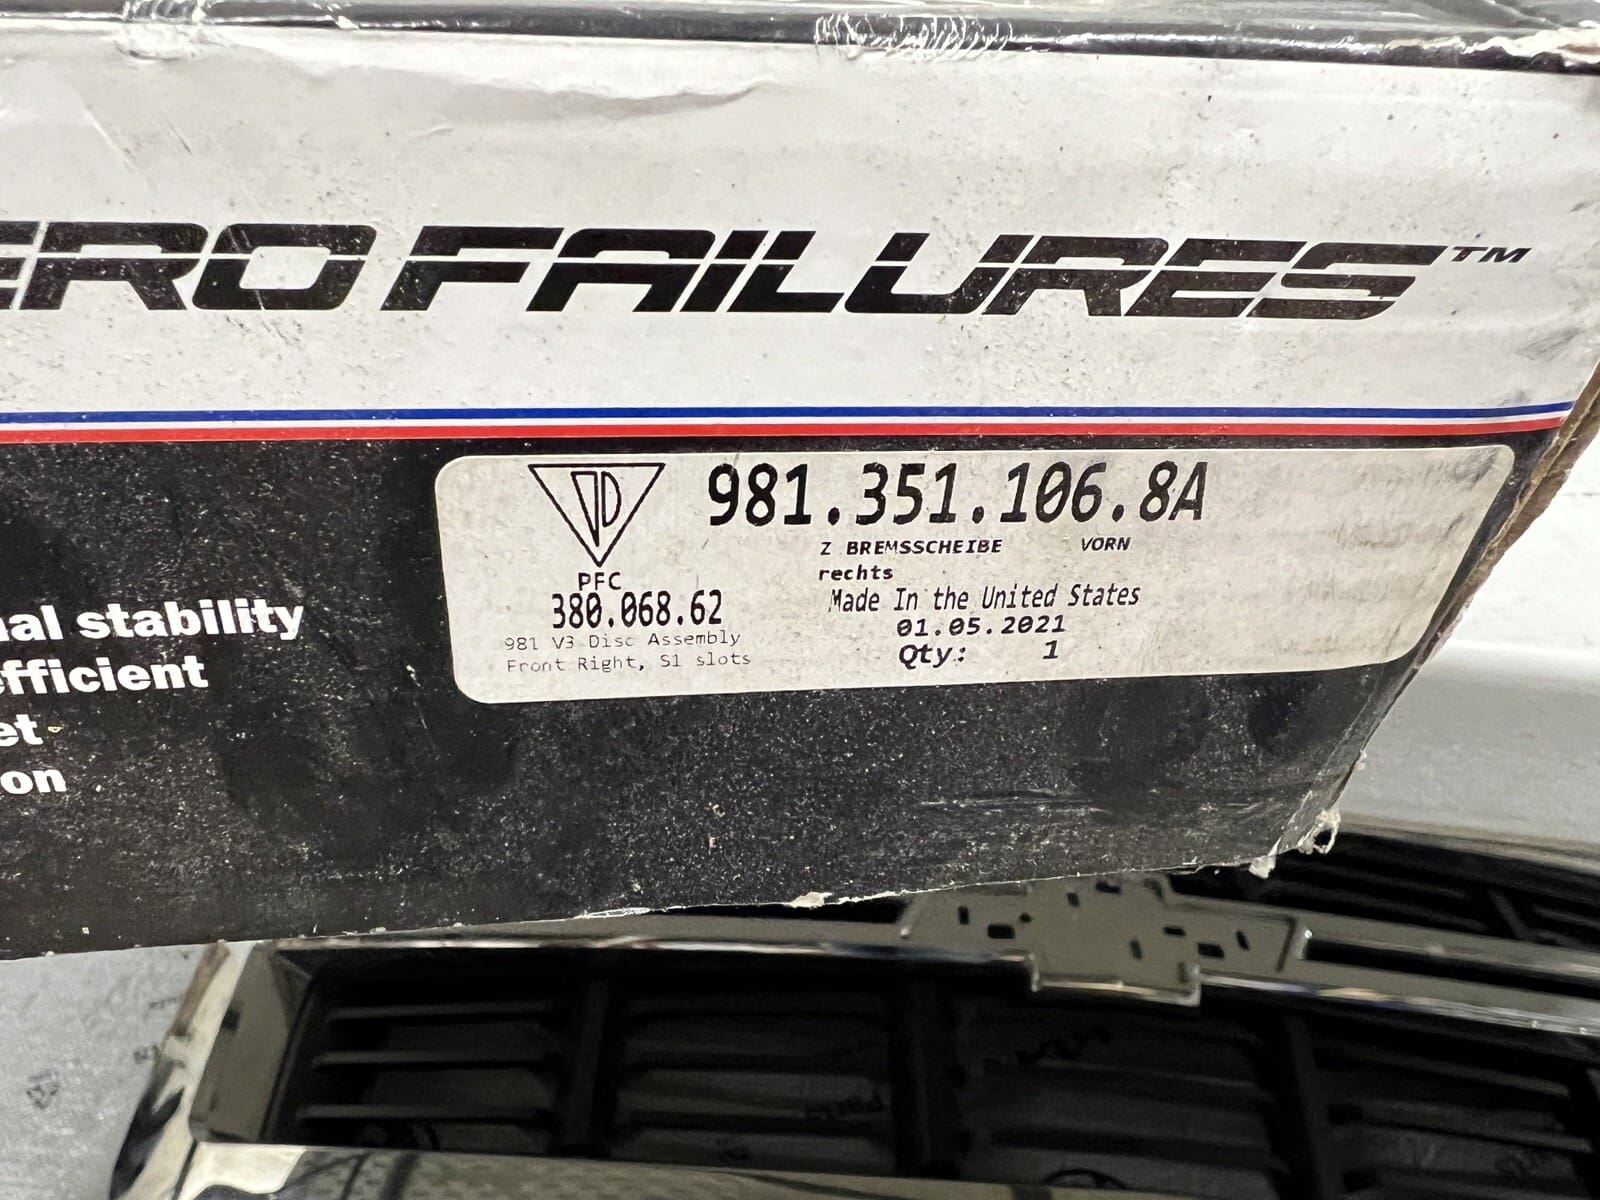 ERO FAILURES™
981.351.106.8A
Z BREMSSCHEIBE VORN
rechts
PFC
380.068.62
Made In the United States
01.05.2021
981 V3 Disc Assembly
Front Right, S1 slots
Qty: 1
al stability
efficient
et
on